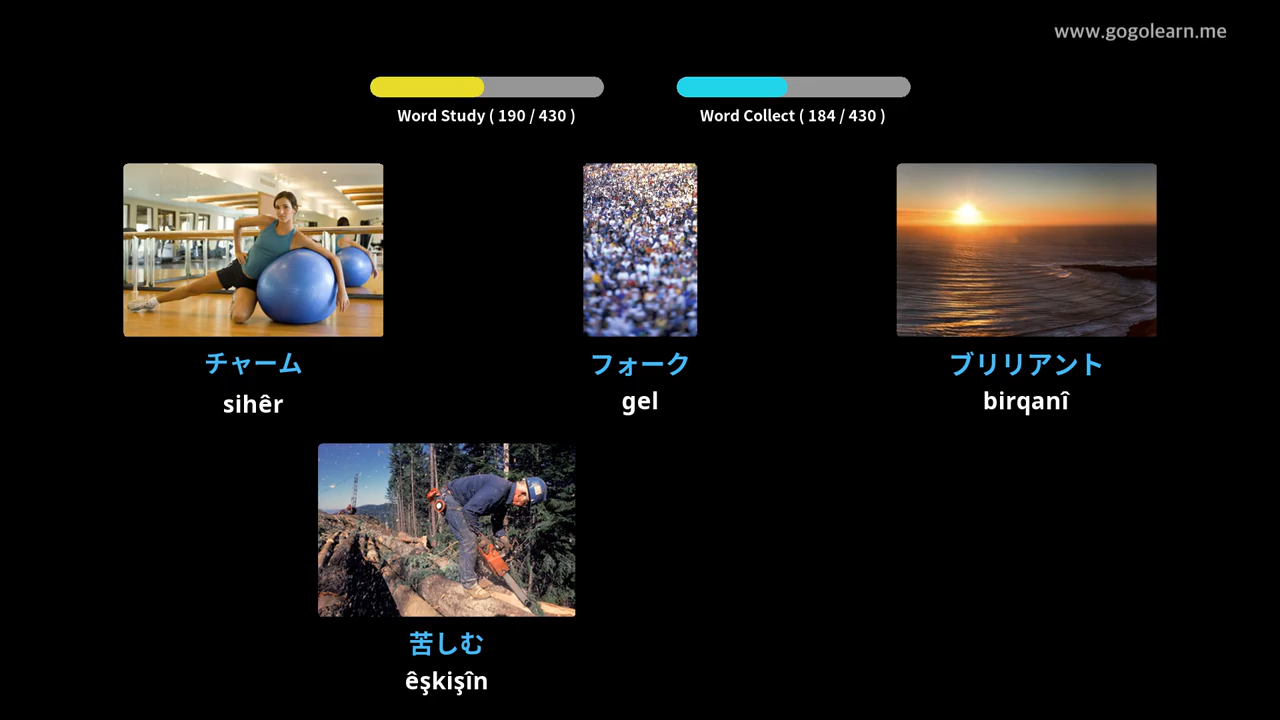 www.gogolearn.me
Word Study ( 190 / 430 )
Word Collect ( 184 / 430 )
チャーム
sihêr
フォーク
gel
ブリリアント
birqanî
苦しむ
êşkişîn